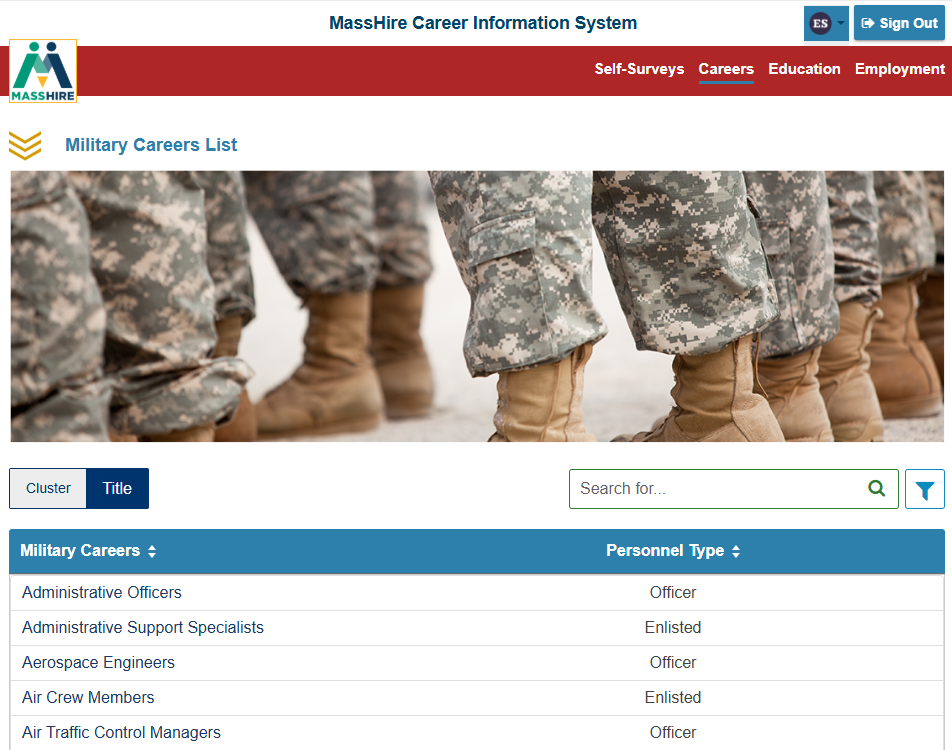 MassHire Career Information System
ES
Sign Out
MASSHIRE
Self-Surveys Careers Education Employment
Military Careers List
Cluster Title
Search for...
Military Careers Personnel Type
Administrative Officers Officer
Administrative Support Specialists Enlisted
Aerospace Engineers Officer
Air Crew Members Enlisted
Air Traffic Control Managers Officer